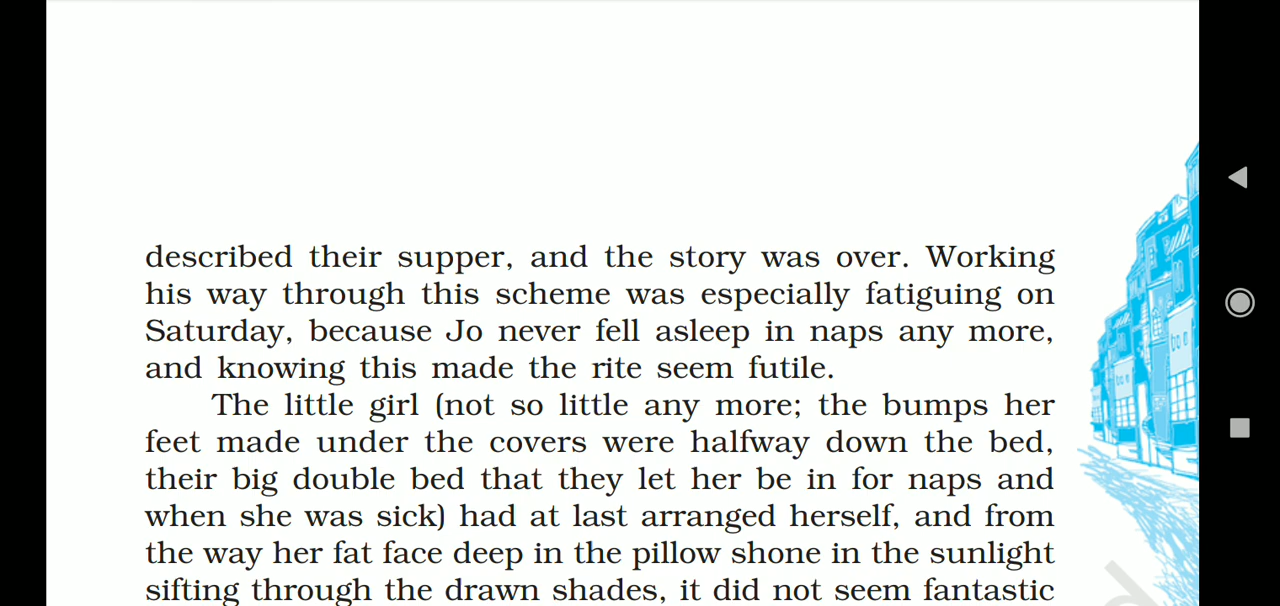 described their supper, and the story was over. Working
his way through this scheme was especially fatiguing on
Saturday, because Jo never fell asleep in naps any more,
and knowing this made the rite seem futile.
The little girl (not so little any more; the bumps her
feet made under the covers were halfway down the bed,
their big double bed that they let her be in for naps and
when she was sick) had at last arranged herself, and from
the way her fat face deep in the pillow shone in the sunlight
sifting through the drawn shades, it did not seem fantastic